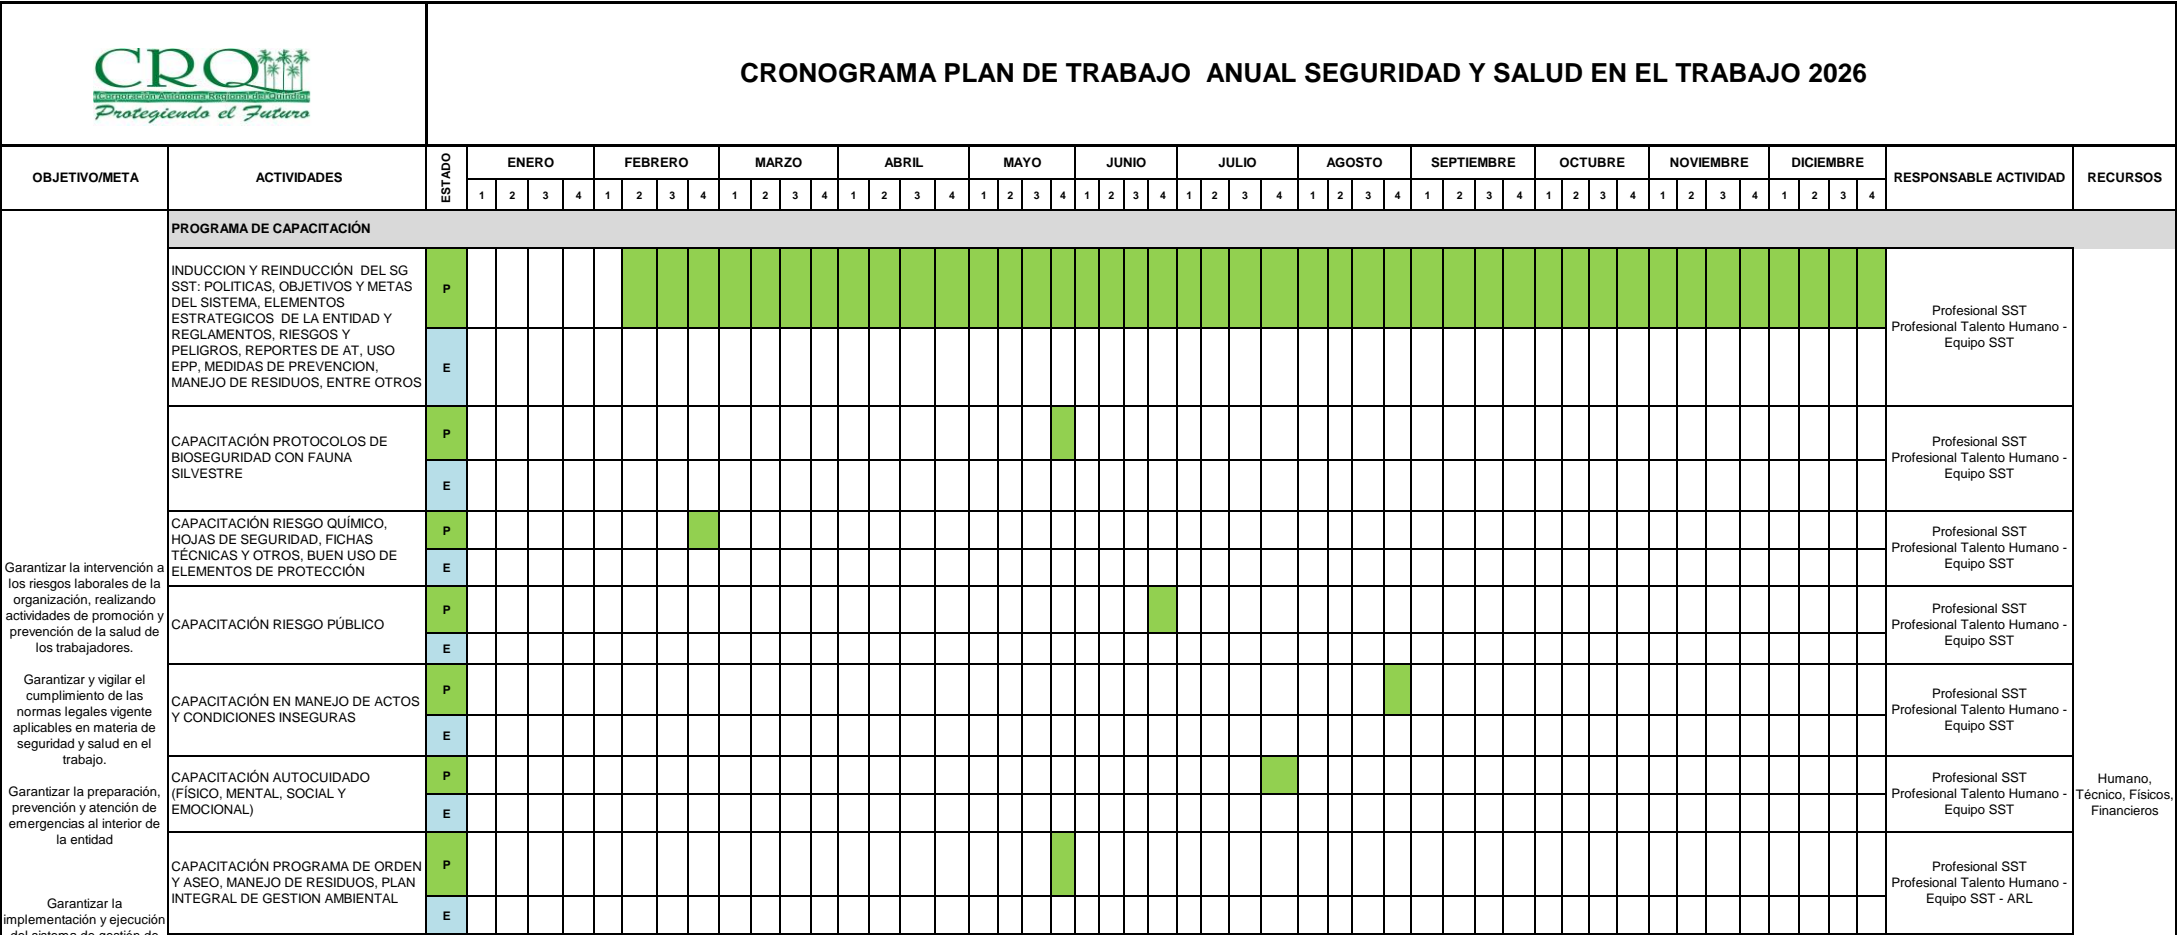 CRQ
Corporación Autónoma Regional del Quindío
Protegiendo el Futuro
CRONOGRAMA PLAN DE TRABAJO ANUAL SEGURIDAD Y SALUD EN EL TRABAJO 2026
OBJETIVO/META
ACTIVIDADES
ESTADO
ENERO FEBRERO MARZO ABRIL MAYO JUNIO JULIO AGOSTO SEPTIEMBRE OCTUBRE NOVIEMBRE DICIEMBRE
RESPONSABLE ACTIVIDAD
RECURSOS
1 2 3 4 1 2 3 4 1 2 3 4 1 2 3 4 1 2 3 4 1 2 3 4 1 2 3 4 1 2 3 4 1 2 3 4 1 2 3 4 1 2 3 4 1 2 3 4
PROGRAMA DE CAPACITACIÓN
INDUCCION Y REINDUCCIÓN DEL SG
SST: POLITICAS, OBJETIVOS Y METAS
DEL SISTEMA, ELEMENTOS
ESTRATEGICOS DE LA ENTIDAD Y
REGLAMENTOS, RIESGOS Y
PELIGROS, REPORTES DE AT, USO
EPP, MEDIDAS DE PREVENCION,
MANEJO DE RESIDUOS, ENTRE OTROS
P
E
Profesional SST
Profesional Talento Humano -
Equipo SST
CAPACITACIÓN PROTOCOLOS DE
BIOSEGURIDAD CON FAUNA
SILVESTRE
P
E
Profesional SST
Profesional Talento Humano -
Equipo SST
CAPACITACIÓN RIESGO QUÍMICO,
HOJAS DE SEGURIDAD, FICHAS
TÉCNICAS Y OTROS, BUEN USO DE
ELEMENTOS DE PROTECCIÓN
P
E
Profesional SST
Profesional Talento Humano -
Equipo SST
CAPACITACIÓN RIESGO PÚBLICO
P
E
Profesional SST
Profesional Talento Humano -
Equipo SST
CAPACITACIÓN EN MANEJO DE ACTOS
Y CONDICIONES INSEGURAS
P
E
Profesional SST
Profesional Talento Humano -
Equipo SST
CAPACITACIÓN AUTOCUIDADO
(FÍSICO, MENTAL, SOCIAL Y
EMOCIONAL)
P
E
Profesional SST
Profesional Talento Humano -
Equipo SST
CAPACITACIÓN PROGRAMA DE ORDEN
Y ASEO, MANEJO DE RESIDUOS, PLAN
INTEGRAL DE GESTION AMBIENTAL
P
E
Profesional SST
Profesional Talento Humano -
Equipo SST - ARL
Garantizar la intervención a
los riesgos laborales de la
organización, realizando
actividades de promoción y
prevención de la salud de
los trabajadores.
Garantizar y vigilar el
cumplimiento de las
normas legales vigente
aplicables en materia de
seguridad y salud en el
trabajo.
Garantizar la preparación,
prevención y atención de
emergencias al interior de
la entidad
Garantizar la
implementación y ejecución
del sistema de gestión de
Humano,
Técnico, Físicos,
Financieros